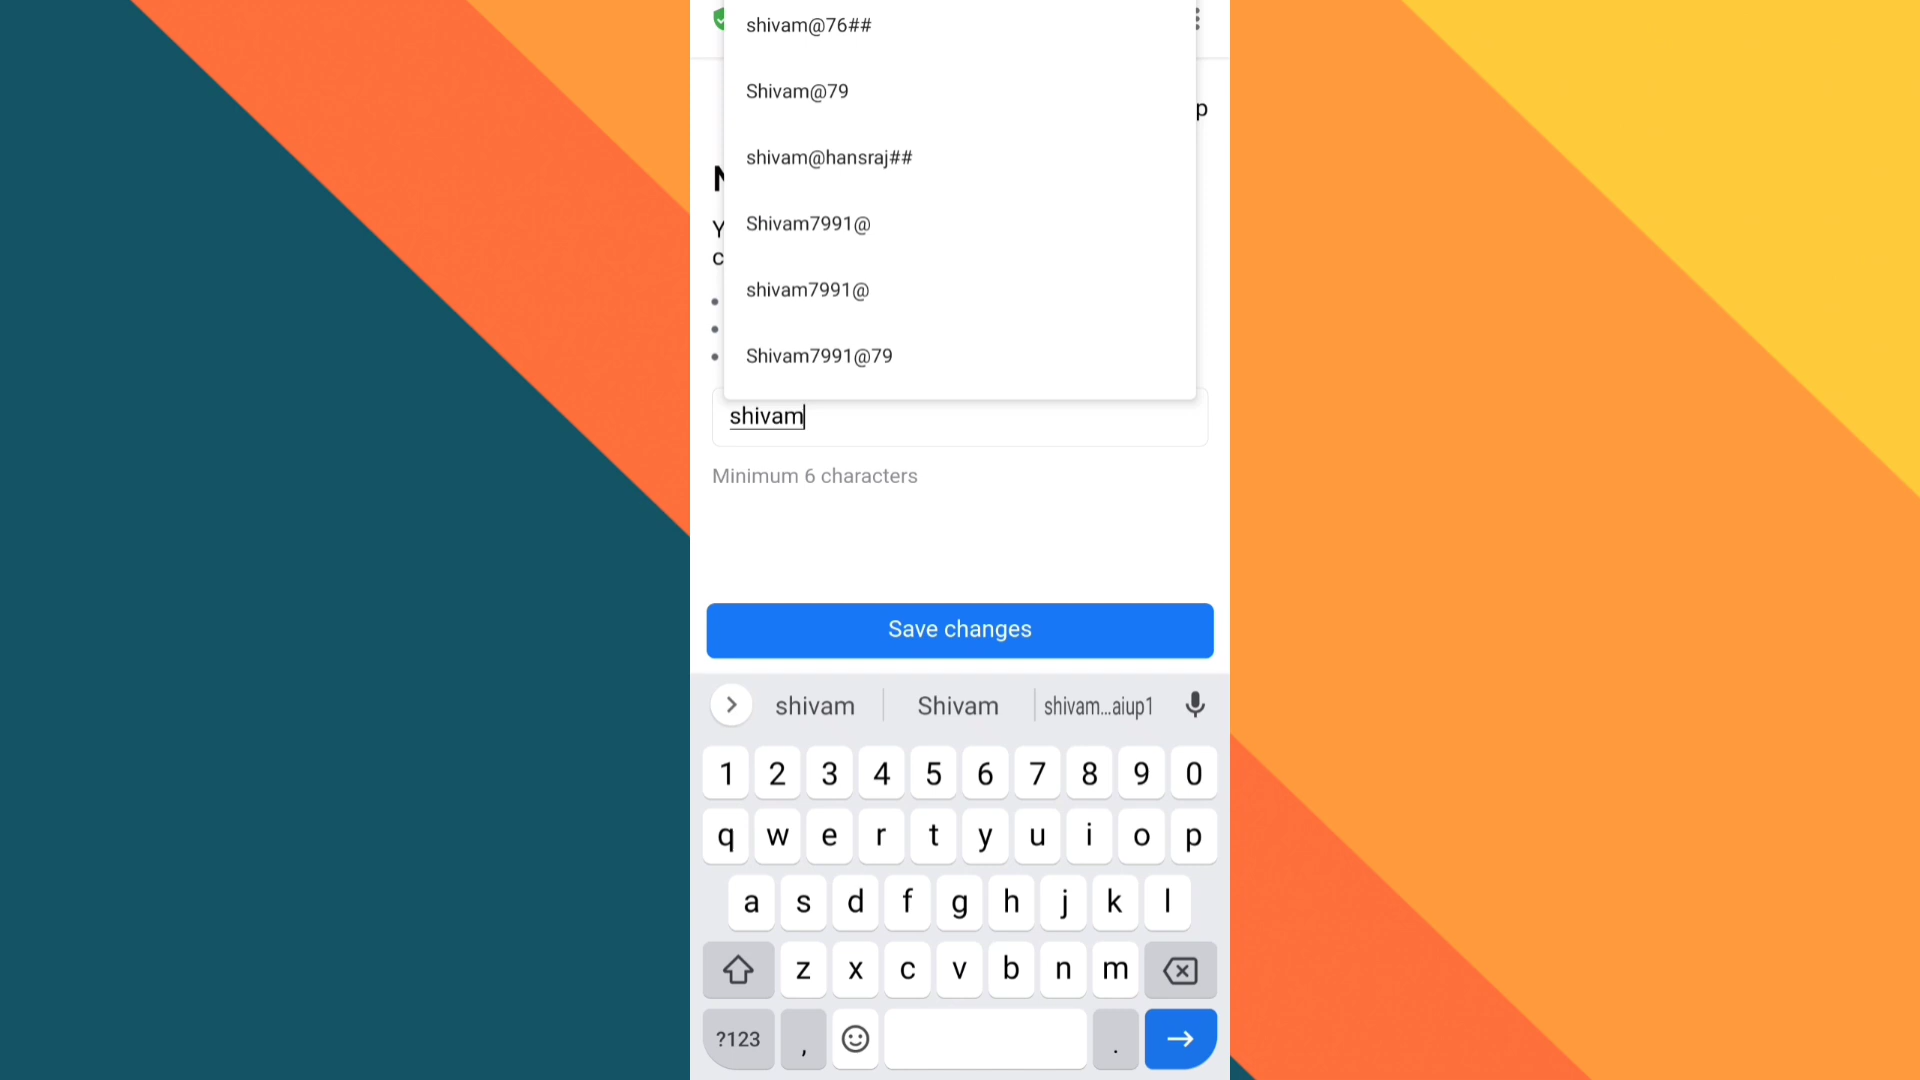 shivam@76##
Shivam@79
p
shivam@hansraj##
Shivam7991@
shivam7991@
Shivam7991@79
shivam
Minimum 6 characters
Save changes
shivam Shivam shivam...aiup1
1 2 3 4 5 6 7 8 9 0
q w e r t y u i o p
a s d f g h j k l
z x c v b n m
?123 , .